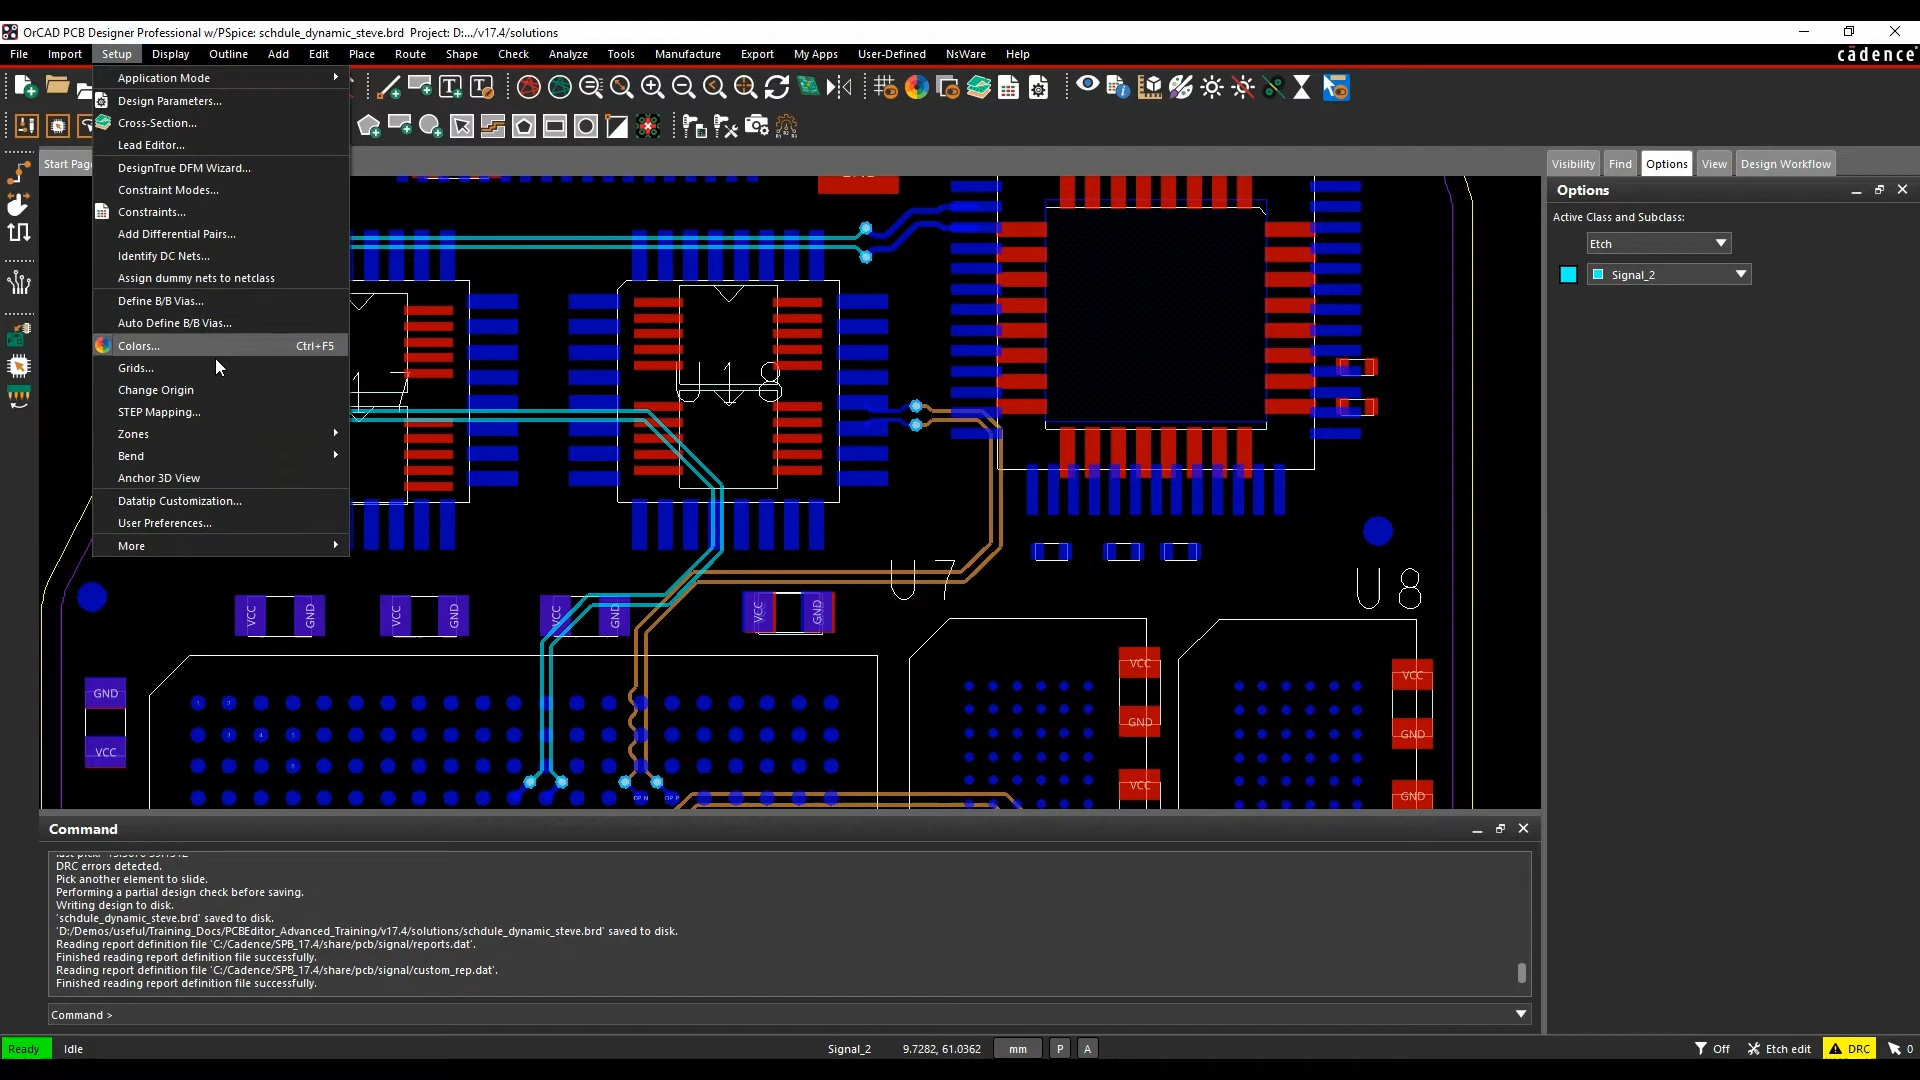 OrCAD PCB Designer Professional w/PSpice: schdule_dynamic_steve.brd  Project: D:.../v17.4/solutions
File Import Setup Display Outline Add Edit Place Route Shape Check Analyze Tools Manufacture Export My Apps User-Defined NsWare Help
cādence
Application Mode
Design Parameters...
Cross-Section...
Lead Editor...
DesignTrue DFM Wizard...
Constraint Modes...
Constraints...
Add Differential Pairs...
Identify DC Nets...
Assign dummy nets to netclass
Define B/B Vias...
Auto Define B/B Vias...
Colors... Ctrl+F5
Grids...
Change Origin
STEP Mapping...
Zones
Bend
Anchor 3D View
Datatip Customization...
User Preferences...
More
Start Pag
Visibility Find Options View Design Workflow
Options
Active Class and Subclass:
Etch
Signal_2
U18
U7
U8
VCC GND
VCC GND
VCC GND
VCC GND
GND
VCC
VCC
GND
VCC
VCC
GND
GND
Command
DRC errors detected.
Pick another element to slide.
Performing a partial design check before saving.
Writing design to disk.
'schdule_dynamic_steve.brd' saved to disk.
'D:/Demos/useful/Training_Docs/PCBEditor_Advanced_Training/v17.4/solutions/schdule_dynamic_steve.brd' saved to disk.
Reading report definition file 'C:/Cadence/SPB_17.4/share/pcb/signal/reports.dat'.
Finished reading report definition file successfully.
Reading report definition file 'C:/Cadence/SPB_17.4/share/pcb/signal/custom_rep.dat'.
Finished reading report definition file successfully.
Command >
Ready Idle Signal_2 9.7282, 61.0362 mm P A Off Etch edit DRC 0